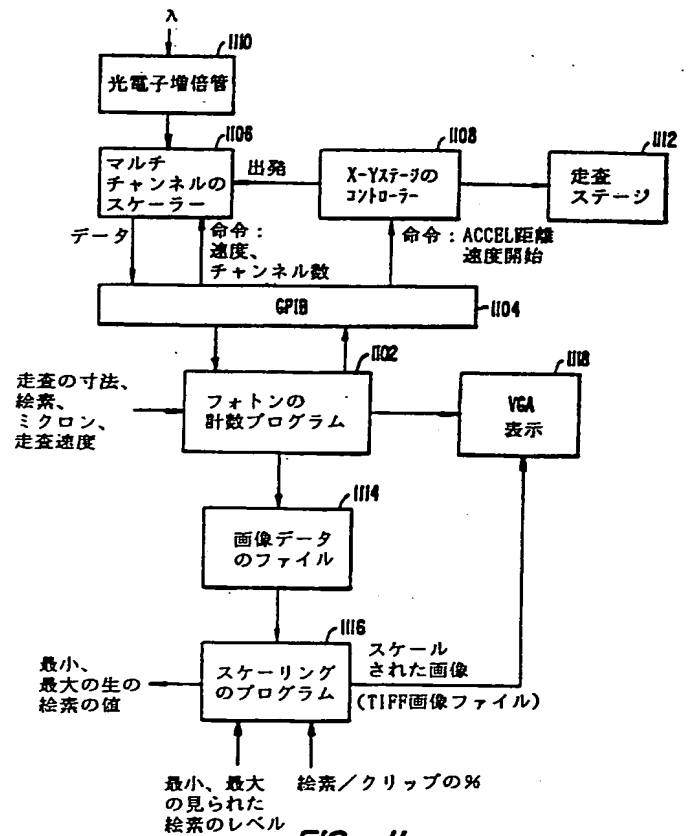 入
1110
光電子増倍管
1106
マルチ
チャンネルの
スケーラー
出発
1108
X-Yステージの
コントローラー
1112
走査
ステージ
データ
命令：
速度、
チャンネル数
命令：ACCEL距離
速度開始
GPIB
1104
1102
走査の寸法、
絵素、
ミクロン、
走査速度
フォトンの
計数プログラム
1118
VGA
表示
1114
画像データ
のファイル
1116
最小、
最大の生の
絵素の値
スケーリング
のプログラム
スケール
された画像
(TIFF画像ファイル)
最小、最大
の見られた
絵素のレベル
絵素／クリップの%
FIG. 11